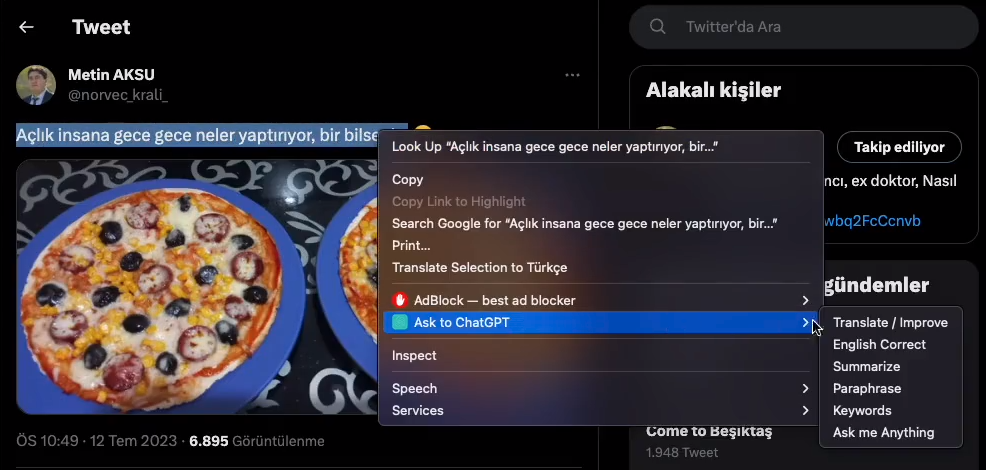 Tweet
Metin AKSU
@norvec_krali_
Açlık insana gece gece neler yaptırıyor, bir bilse
ÖS 10:49 · 12 Tem 2023 · 6.895 Görüntülenme
Look Up “Açlık insana gece gece neler yaptırıyor, bir...”
Copy
Copy Link to Highlight
Search Google for “Açlık insana gece gece neler yaptırıyor, bir...”
Print...
Translate Selection to Türkçe
AdBlock — best ad blocker
Ask to ChatGPT
Inspect
Speech
Services
Translate / Improve
English Correct
Summarize
Paraphrase
Keywords
Ask me Anything
Twitter'da Ara
Alakalı kişiler
Takip ediliyor
mcı, ex doktor, Nasıl
wbq2FcCcnvb
gündemler
Come to Beşiktaş
1.948 Tweet